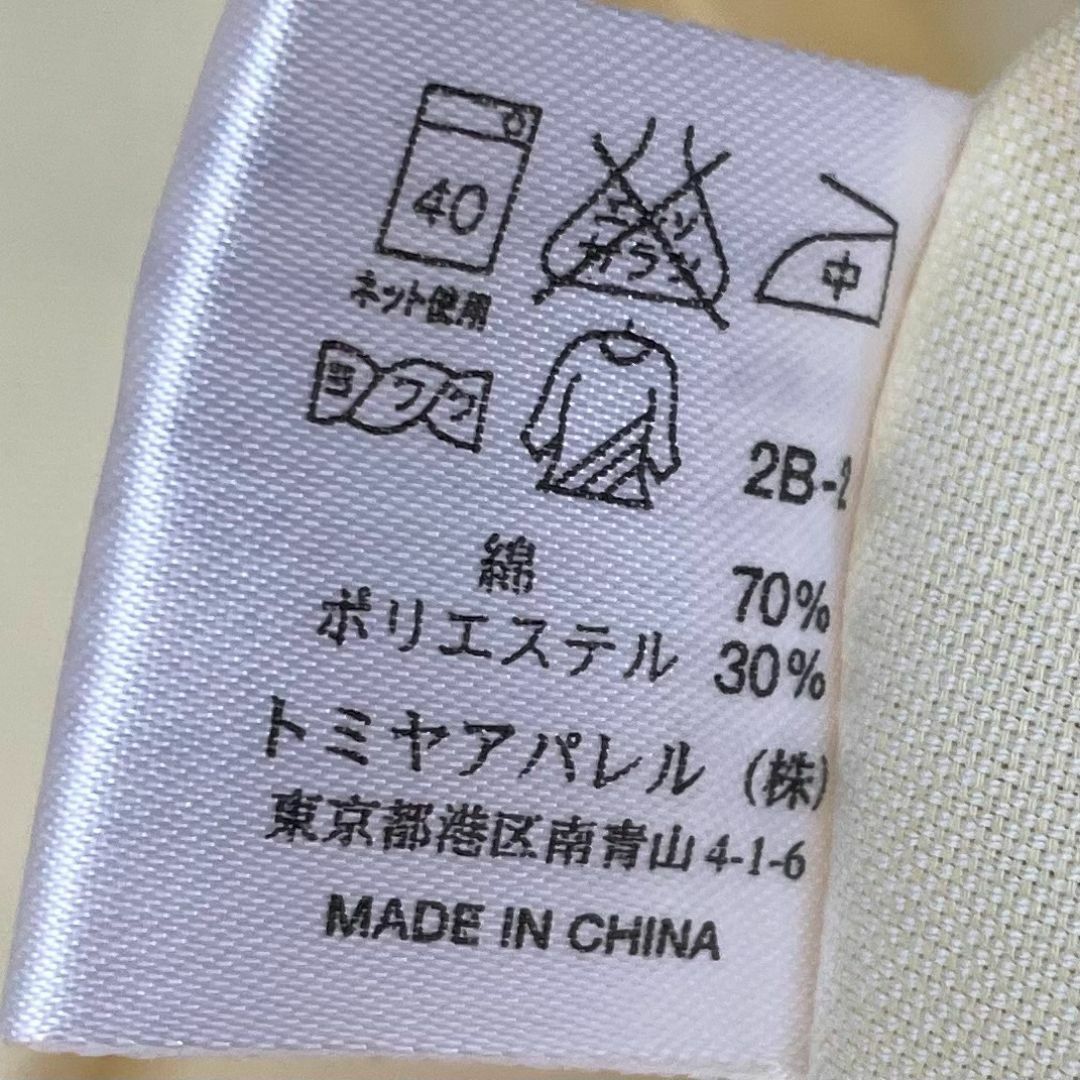 40
エンソ
カラン
中
ネット使用
ヨワク
2B-2
綿 70%
ポリエステル 30%
トミヤアパレル (株)
東京都港区南青山 4-1-6
MADE IN CHINA